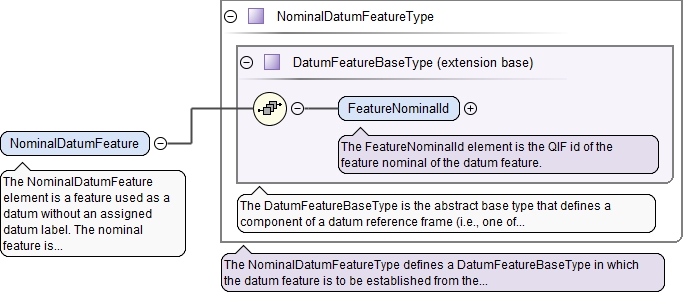 NominalDatumFeatureType
DatumFeatureBaseType (extension base)
FeatureNominalId
The FeatureNominalId element is the QIF id of the
feature nominal of the datum feature.
NominalDatumFeature
The NominalDatumFeature
element is a feature used as a
datum without an assigned
datum label. The nominal
feature is...
The DatumFeatureBaseType is the abstract base type that defines a
component of a datum reference frame (i.e., one of...
The NominalDatumFeatureType defines a DatumFeatureBaseType in which
the datum feature is to be established from the...